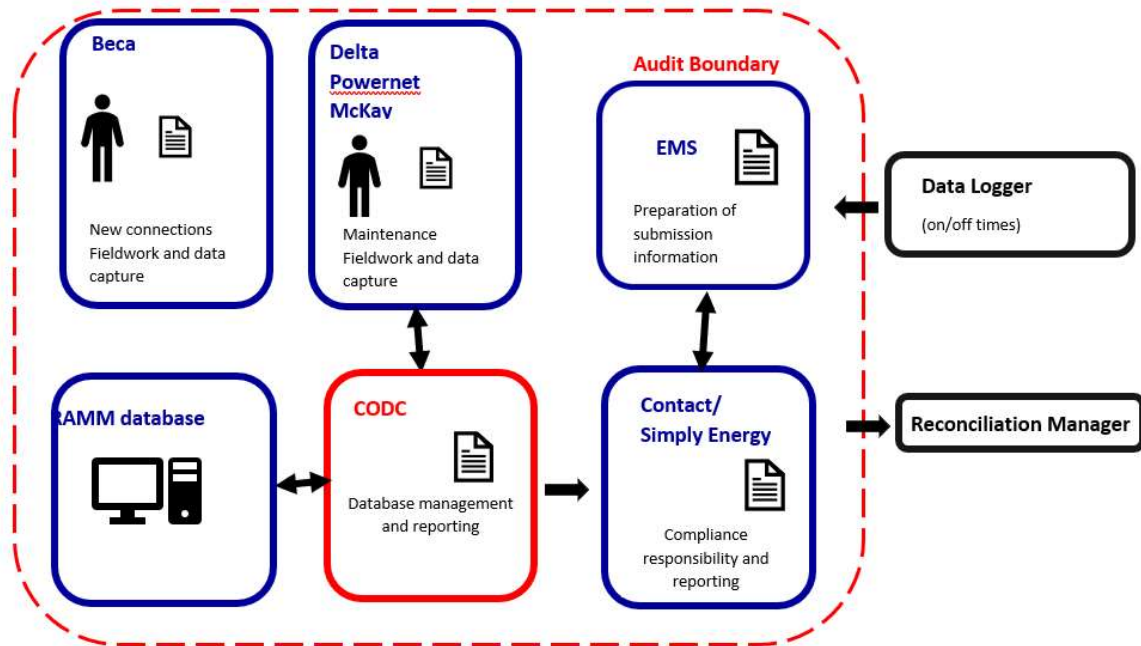 Beca
New connections
Fieldwork and data
capture
Delta
Powernet
McKay
Maintenance
Fieldwork and data
capture
Audit Boundary
EMS
Preparation of
submission
information
Data Logger
(on/off times)
RAMM database
CODC
Database management
and reporting
Contact/
Simply Energy
Compliance
responsibility and
reporting
Reconciliation Manager